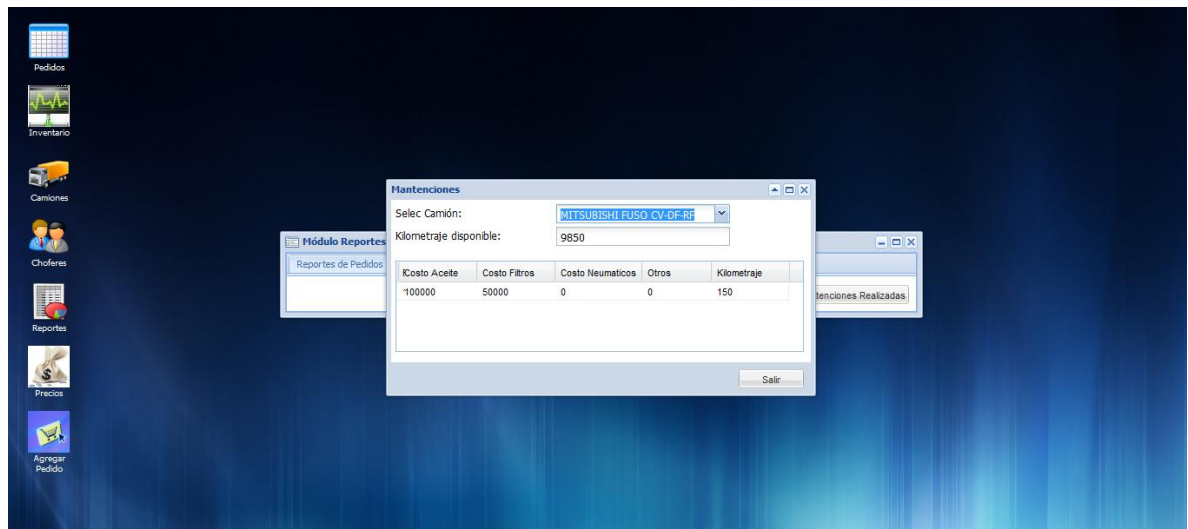 Pedidos
Inventario
Camiones
Choferes
Reportes
Precios
Agregar
Pedido
Módulo Reportes
Reportes de Pedidos
tenciones Realizadas
Mantenciones
Selec Camión:
MITSUBISHI FUSO CV-DF-RF
Kilometraje disponible:
9850
Costo Aceite Costo Filtros Costo Neumaticos Otros Kilometraje
100000 50000 0 0 150
Salir